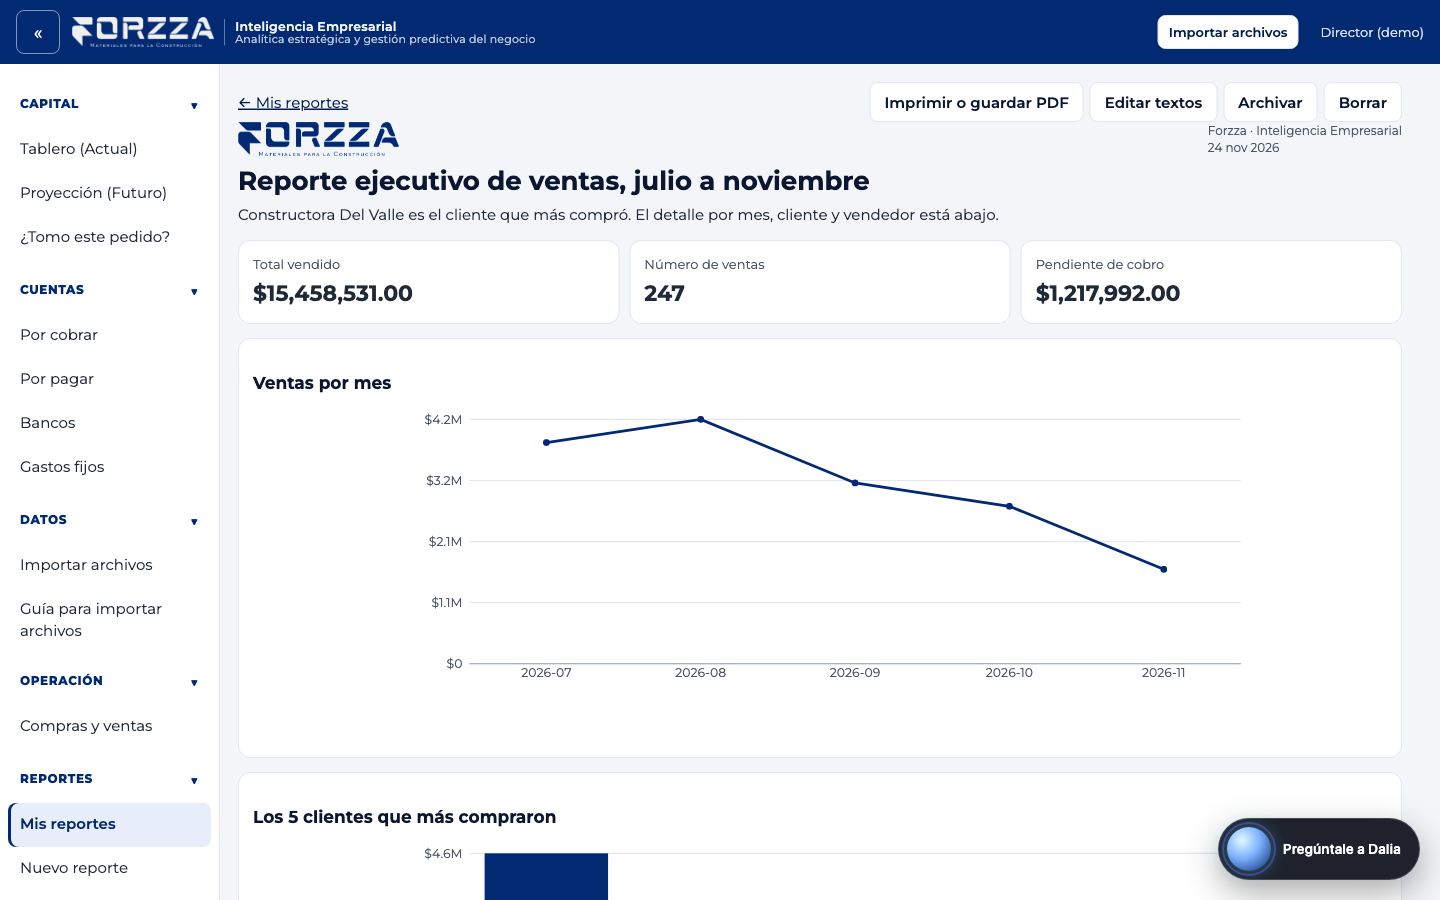 «
FORZZA
Materiales para la Construcción
Inteligencia Empresarial
Analítica estratégica y gestión predictiva del negocio
Importar archivos
Director (demo)
CAPITAL ▼
Tablero (Actual)
Proyección (Futuro)
¿Tomo este pedido?
CUENTAS ▼
Por cobrar
Por pagar
Bancos
Gastos fijos
DATOS ▼
Importar archivos
Guía para importar
archivos
OPERACIÓN ▼
Compras y ventas
REPORTES ▼
Mis reportes
Nuevo reporte
← Mis reportes
Imprimir o guardar PDF
Editar textos
Archivar
Borrar
FORZZA
Materiales para la Construcción
Forzza · Inteligencia Empresarial
24 nov 2026
Reporte ejecutivo de ventas, julio a noviembre
Constructora Del Valle es el cliente que más compró. El detalle por mes, cliente y vendedor está abajo.
Total vendido
$15,458,531.00
Número de ventas
247
Pendiente de cobro
$1,217,992.00
Ventas por mes
$4.2M
$3.2M
$2.1M
$1.1M
$0
2026-07 2026-08 2026-09 2026-10 2026-11
Los 5 clientes que más compraron
$4.6M
Pregúntale a Dalia